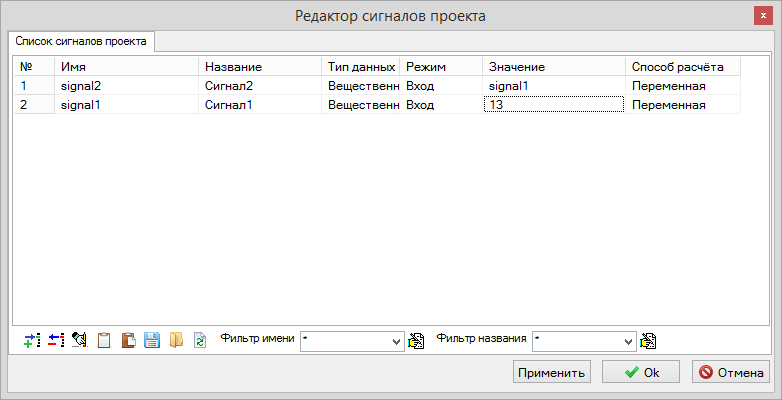 Редактор сигналов проекта
x
Список сигналов проекта
№ Имя Название Тип данных Режим Значение Способ расчёта
1 signal2 Сигнал2 Вещественн Вход signal1 Переменная
2 signal1 Сигнал1 Вещественн Вход 13 Переменная
Фильтр имени * Фильтр названия *
Применить Ok Отмена